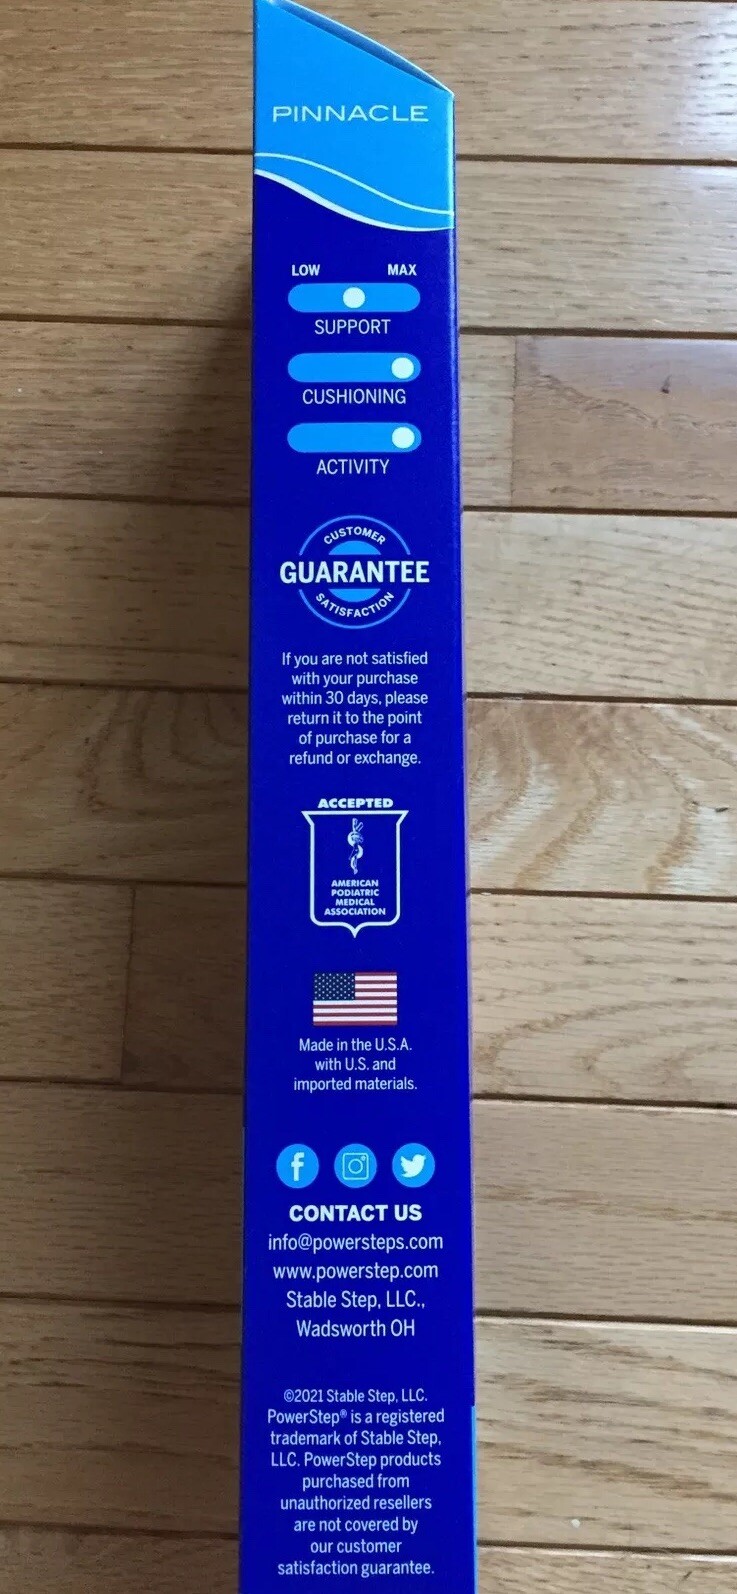 PINNACLE
LOW MAX
SUPPORT
CUSHIONING
ACTIVITY
CUSTOMER
GUARANTEE
SATISFACTION
If you are not satisfied
with your purchase
within 30 days, please
return it to the point
of purchase for a
refund or exchange.
ACCEPTED
AMERICAN
PODIATRIC
MEDICAL
ASSOCIATION
Made in the U.S.A.
with U.S. and
imported materials.
CONTACT US
info@powersteps.com
www.powerstep.com
Stable Step, LLC.,
Wadsworth OH
©2021 Stable Step, LLC.
PowerStep® is a registered
trademark of Stable Step,
LLC. PowerStep products
purchased from
unauthorized resellers
are not covered by
our customer
satisfaction guarantee.